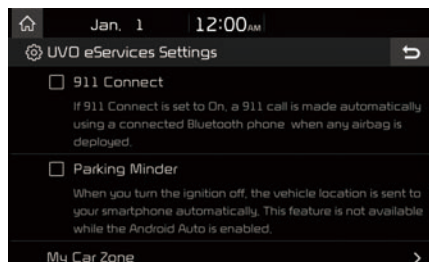 Jan. 1 12:00AM
UVO eServices Settings
911 Connect
If 911 Connect is set to On, a 911 call is made automatically
using a connected Bluetooth phone when any airbag is
deployed.
Parking Minder
When you turn the ignition off, the vehicle location is sent to
your smartphone automatically. This feature is not available
while the Android Auto is enabled.
My Car Zone